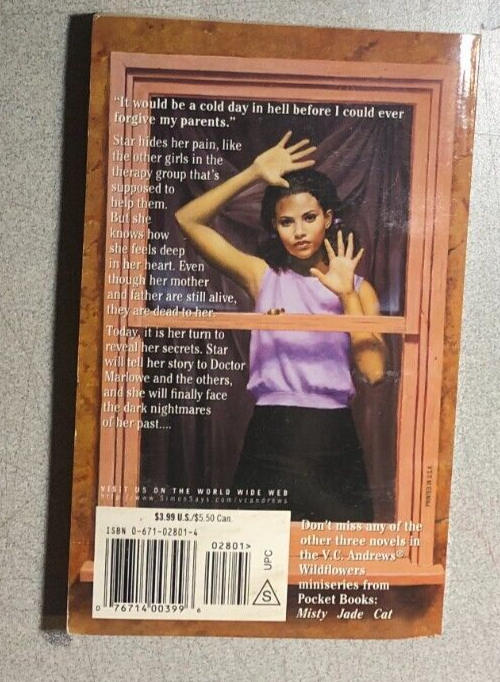 "It would be a cold day in hell before I could ever
forgive my parents."
Star hides her pain, like
the other girls in the
therapy group that's
supposed to
help them.
But she
knows how
she feels deep
in her heart. Even
though her mother
and father are still alive,
they are dead to her.
Today, it is her turn to
reveal her secrets. Star
will tell her story to Doctor
Marlowe and the others,
and she will finally face
the dark nightmares
of her past....
VISIT US ON THE WORLD WIDE WEB
http://www.SimonSays.com/vcandrews
$3.99 U.S./$5.50 Can.
ISBN 0-671-02801-4
02801>
UPC
S
0 76714 00399 6
PRINTED IN U.S.A.
Don't miss any of the
other three novels in
the V.C. Andrews®
Wildflowers
miniseries from
Pocket Books:
Misty Jade Cat